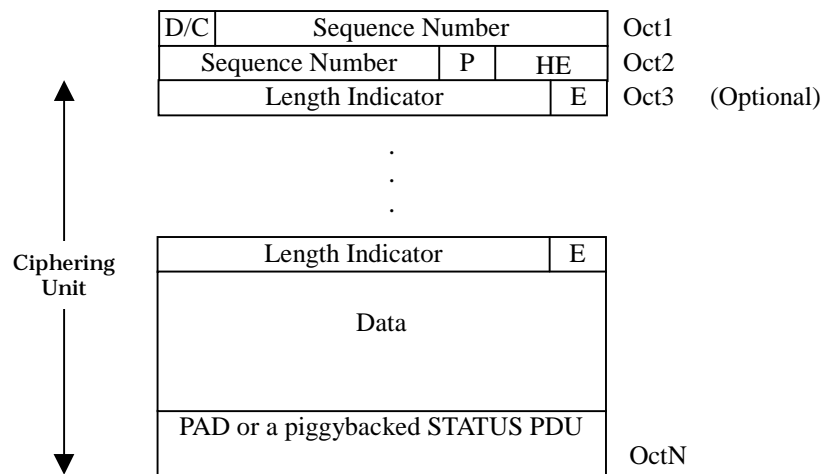 D/C Sequence Number Oct1
Sequence Number P HE Oct2
Length Indicator E Oct3 (Optional)
.
.
.
Length Indicator E
Ciphering
Unit
Data
PAD or a piggybacked STATUS PDU
OctN